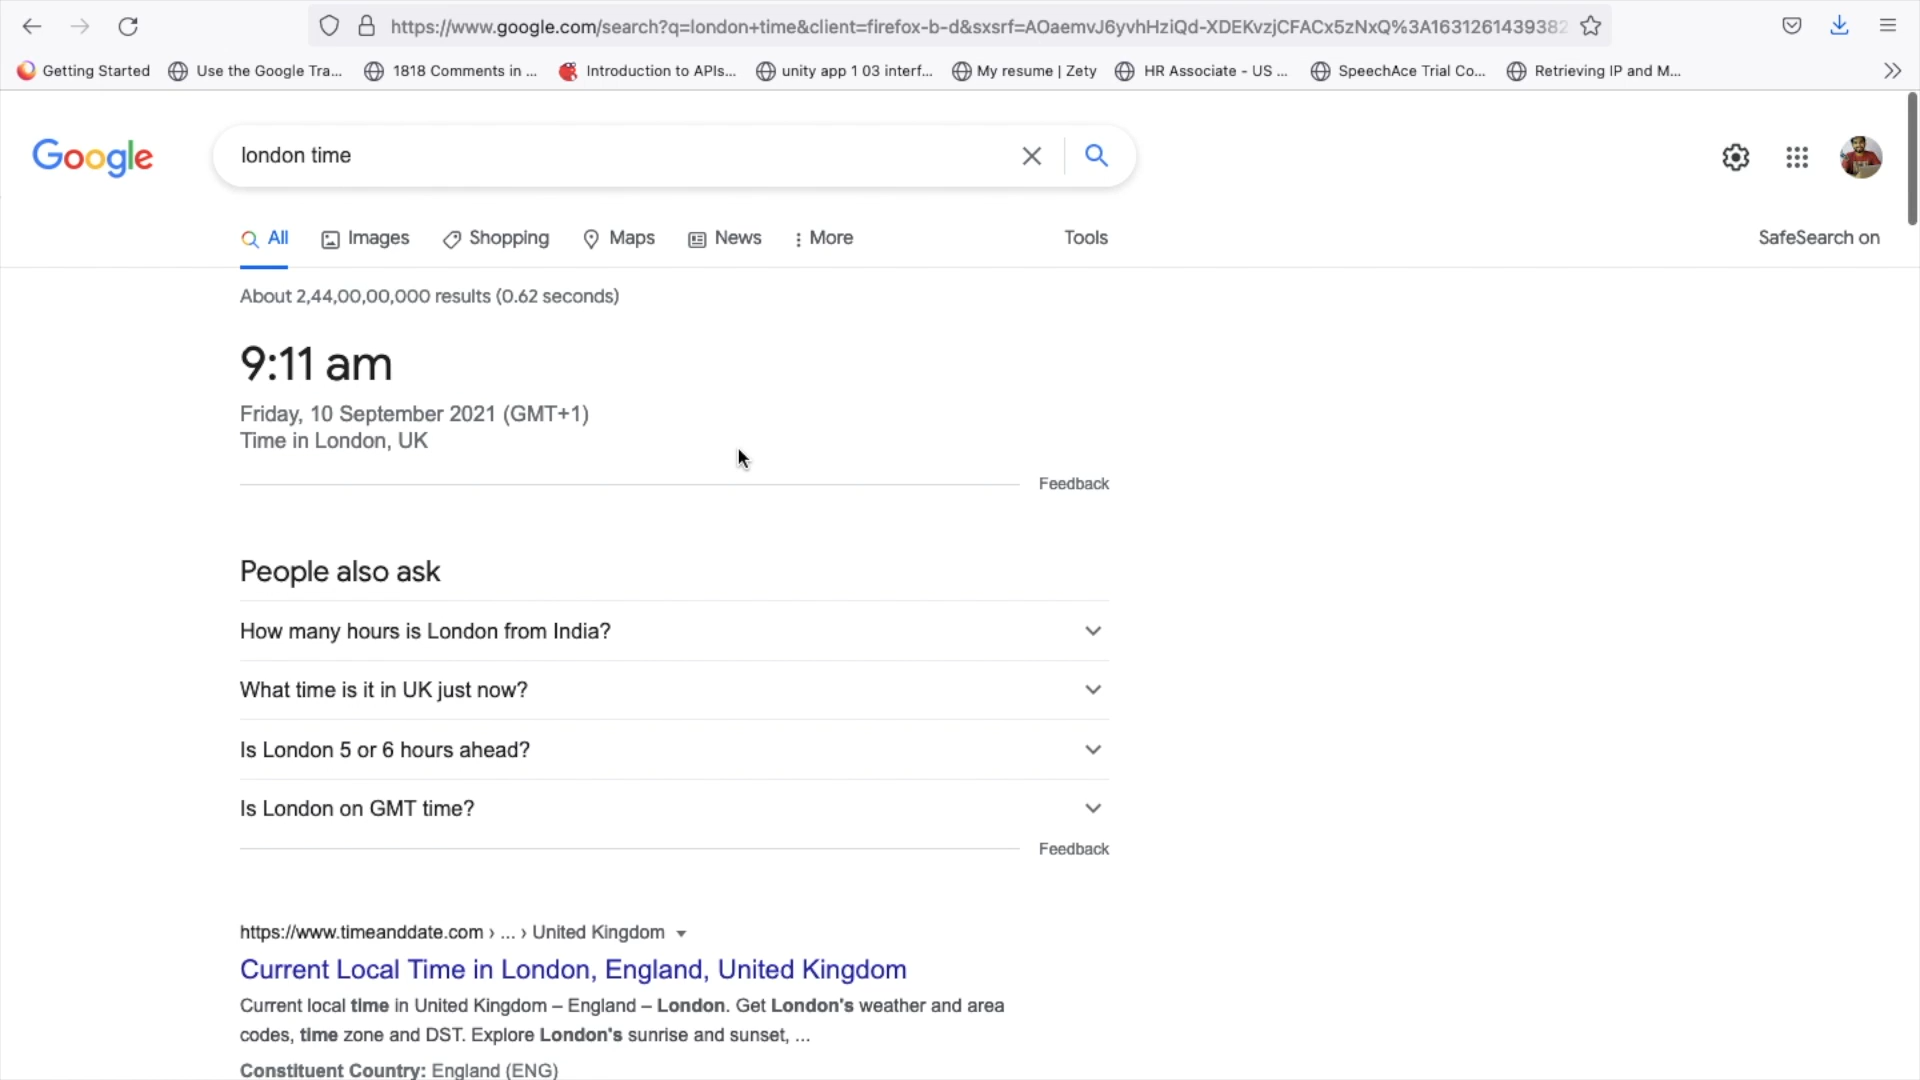 https://www.google.com/search?q=london+time&client=firefox-b-d&sxsrf=AOaemvJ6yvhHziQd-XDEKvzjCFACx5zNxQ%3A1631261439382
Getting Started Use the Google Tra... 1818 Comments in ... Introduction to APIs... unity app 1 03 interf... My resume | Zety HR Associate - US ... SpeechAce Trial Co... Retrieving IP and M...
Google london time
All Images Shopping Maps News More Tools SafeSearch on
About 2,44,00,00,000 results (0.62 seconds)
9:11 am
Friday, 10 September 2021 (GMT+1)
Time in London, UK
Feedback
People also ask
How many hours is London from India?
What time is it in UK just now?
Is London 5 or 6 hours ahead?
Is London on GMT time?
Feedback
https://www.timeanddate.com › ... › United Kingdom
Current Local Time in London, England, United Kingdom
Current local time in United Kingdom – England – London. Get London's weather and area
codes, time zone and DST. Explore London's sunrise and sunset, ...
Constituent Country: England (ENG)